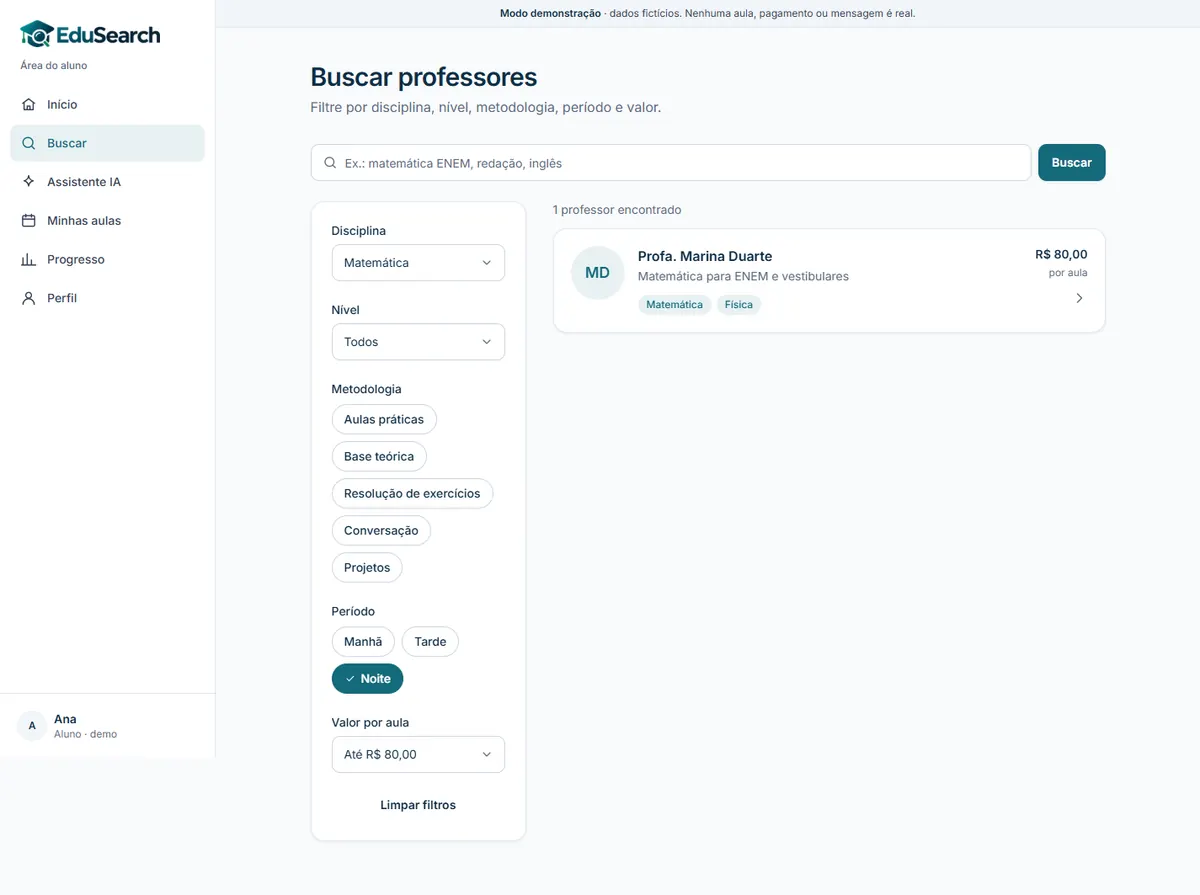 Modo demonstração · dados fictícios. Nenhuma aula, pagamento ou mensagem é real.
EduSearch
Área do aluno
Início
Buscar
Assistente IA
Minhas aulas
Progresso
Perfil
A
Ana
Aluno · demo
Buscar professores
Filtre por disciplina, nível, metodologia, período e valor.
Ex.: matemática ENEM, redação, inglês
Buscar
Disciplina
Matemática
Nível
Todos
Metodologia
Aulas práticas
Base teórica
Resolução de exercícios
Conversação
Projetos
Período
Manhã
Tarde
Noite
Valor por aula
Até R$ 80,00
Limpar filtros
1 professor encontrado
MD
Profa. Marina Duarte
Matemática para ENEM e vestibulares
Matemática
Física
R$ 80,00
por aula